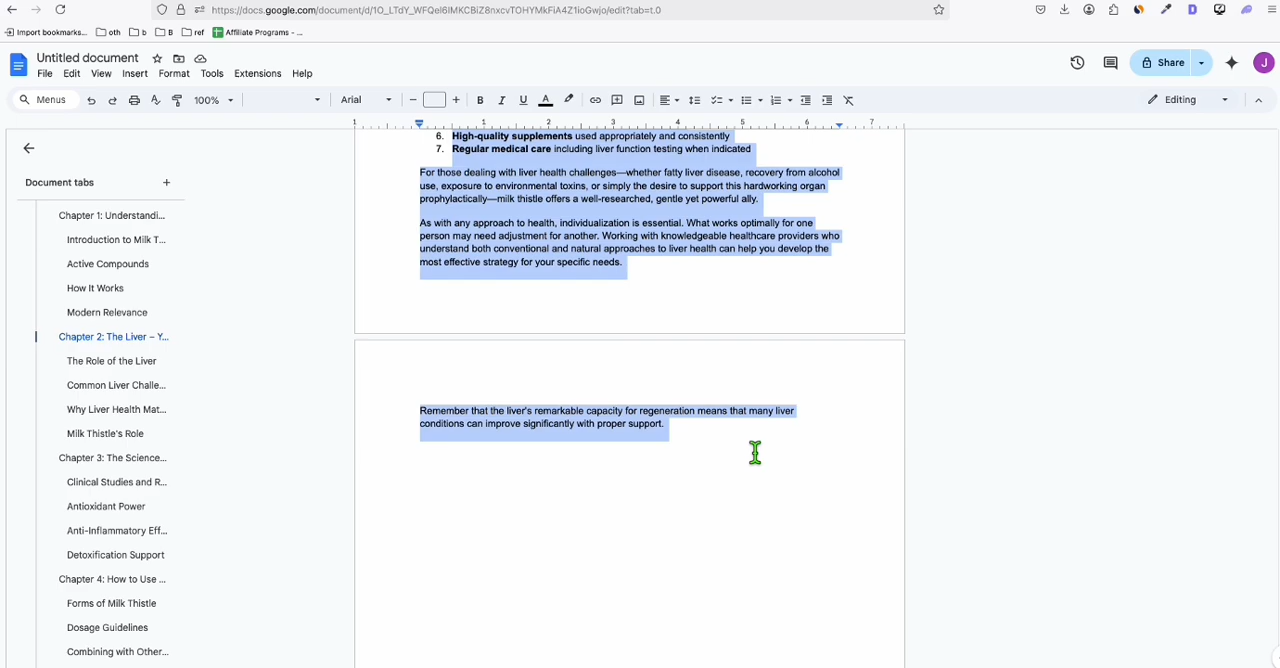 https://docs.google.com/document/d/1O_LTdY_WFQel6IMKCBiZ8nxcvTOHYMkFiA4Z1ioGwjo/edit?tab=t.0
Import bookmarks... oth b B ref Affiliate Programs - ...
Untitled document
File Edit View Insert Format Tools Extensions Help
Share
J
Menus 100% Arial Editing
1 1 2 3 4 5 6 7
Document tabs
Chapter 1: Understandi...
Introduction to Milk T...
Active Compounds
How It Works
Modern Relevance
Chapter 2: The Liver – Y...
The Role of the Liver
Common Liver Challe...
Why Liver Health Mat...
Milk Thistle's Role
Chapter 3: The Science...
Clinical Studies and R...
Antioxidant Power
Anti-Inflammatory Eff...
Detoxification Support
Chapter 4: How to Use ...
Forms of Milk Thistle
Dosage Guidelines
Combining with Other...
6. High-quality supplements used appropriately and consistently
7. Regular medical care including liver function testing when indicated
For those dealing with liver health challenges—whether fatty liver disease, recovery from alcohol
use, exposure to environmental toxins, or simply the desire to support this hardworking organ
prophylactically—milk thistle offers a well-researched, gentle yet powerful ally.
As with any approach to health, individualization is essential. What works optimally for one
person may need adjustment for another. Working with knowledgeable healthcare providers who
understand both conventional and natural approaches to liver health can help you develop the
most effective strategy for your specific needs.
Remember that the liver's remarkable capacity for regeneration means that many liver
conditions can improve significantly with proper support.